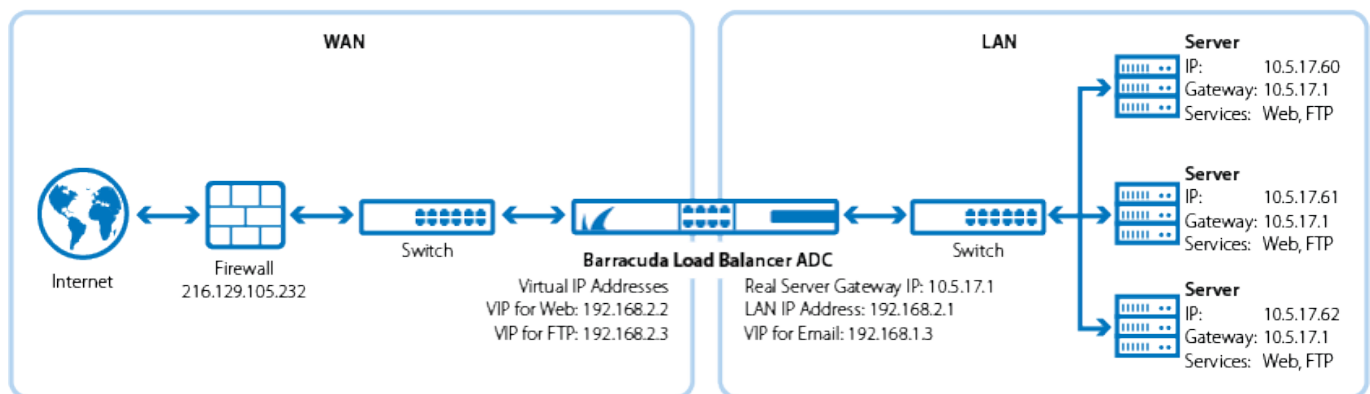 WAN
Internet
Firewall
216.129.105.232
Switch
Barracuda Load Balancer ADC
Virtual IP Addresses
VIP for Web: 192.168.2.2
VIP for FTP: 192.168.2.3
LAN
Real Server Gateway IP: 10.5.17.1
LAN IP Address: 192.168.2.1
VIP for Email: 192.168.1.3
Switch
Server
IP: 10.5.17.60
Gateway: 10.5.17.1
Services: Web, FTP
Server
IP: 10.5.17.61
Gateway: 10.5.17.1
Services: Web, FTP
Server
IP: 10.5.17.62
Gateway: 10.5.17.1
Services: Web, FTP